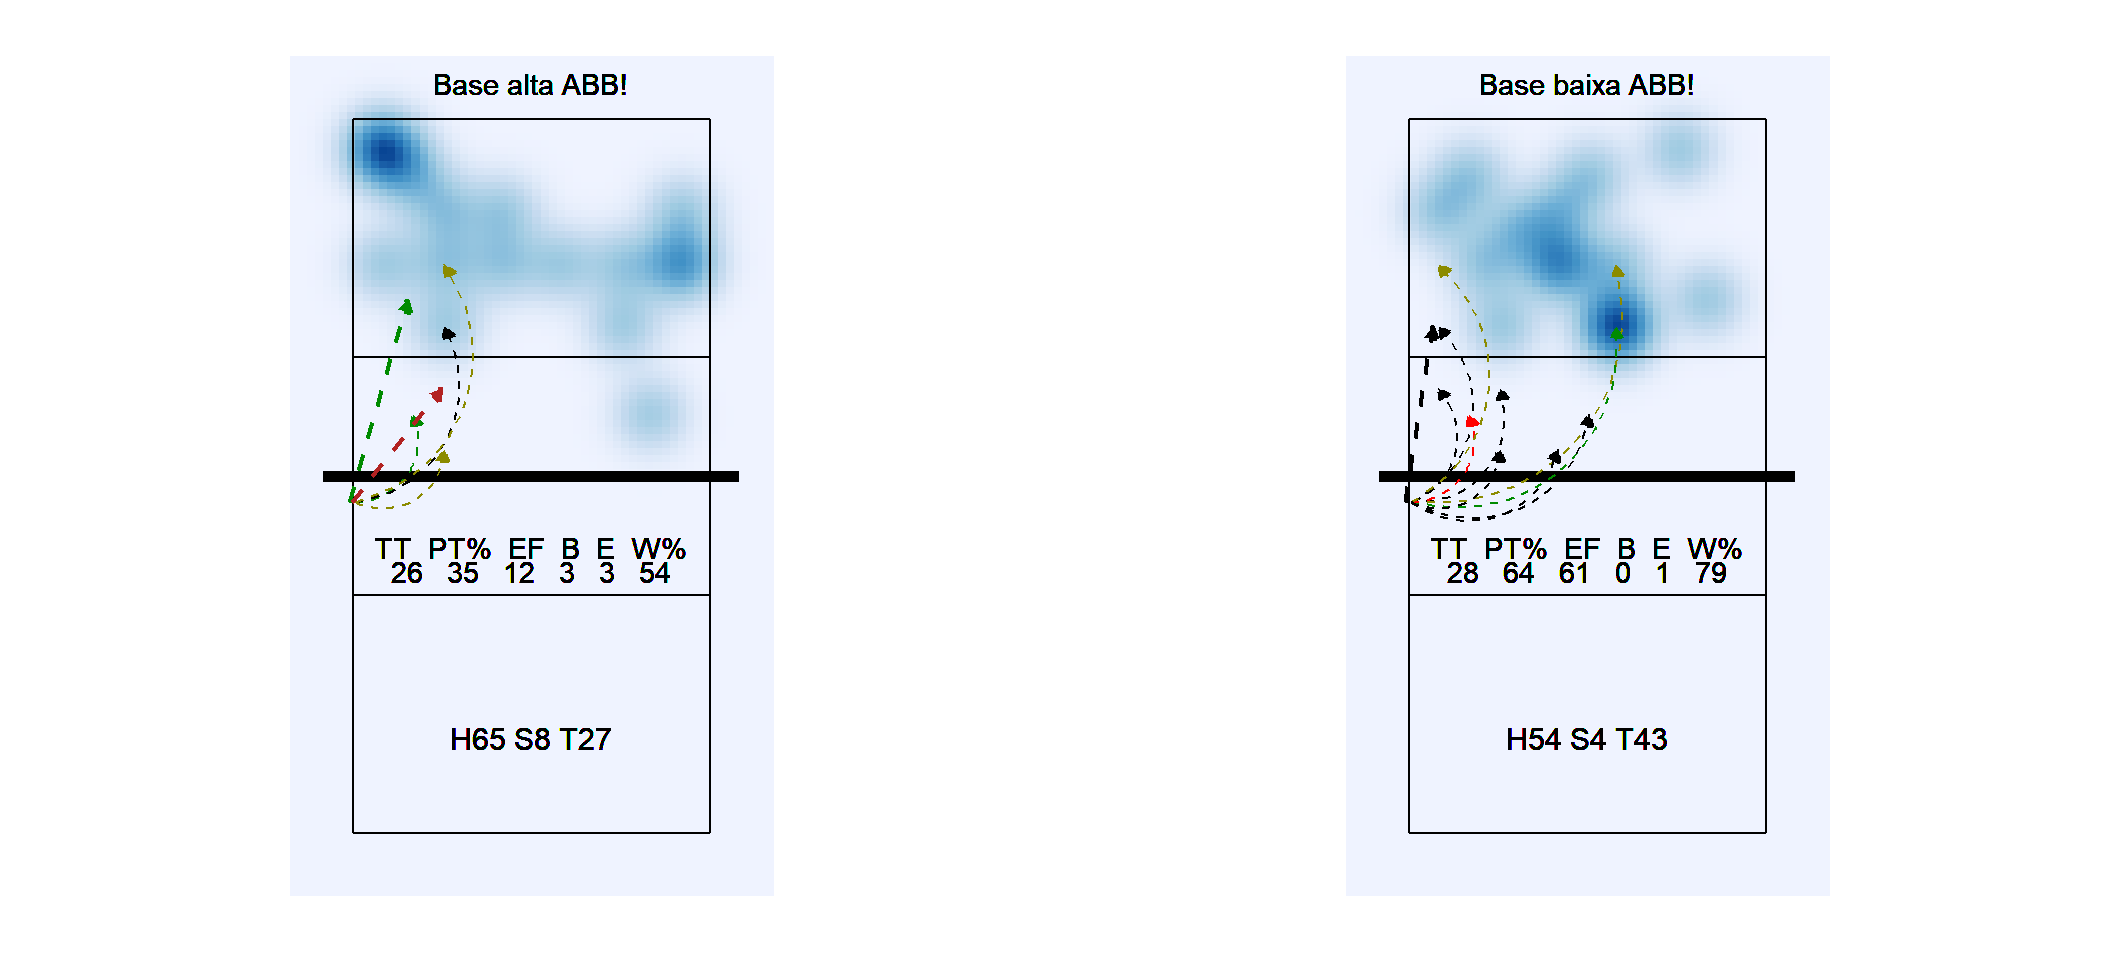 Base alta ABB!
TT PT% EF B E W%
26 35 12 3 3 54
H65 S8 T27
Base baixa ABB!
TT PT% EF B E W%
28 64 61 0 1 79
H54 S4 T43